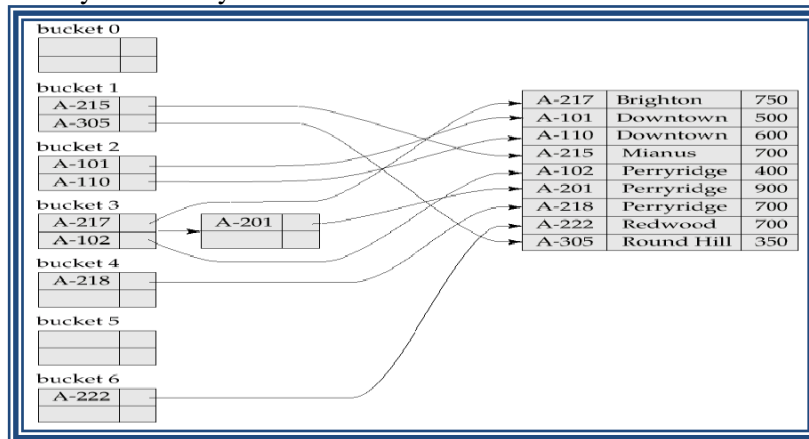 bucket 0
bucket 1
A-215
A-305
bucket 2
A-101
A-110
bucket 3
A-217
A-102
A-201
bucket 4
A-218
bucket 5
bucket 6
A-222
A-217 Brighton 750
A-101 Downtown 500
A-110 Downtown 600
A-215 Mianus 700
A-102 Perryridge 400
A-201 Perryridge 900
A-218 Perryridge 700
A-222 Redwood 700
A-305 Round Hill 350